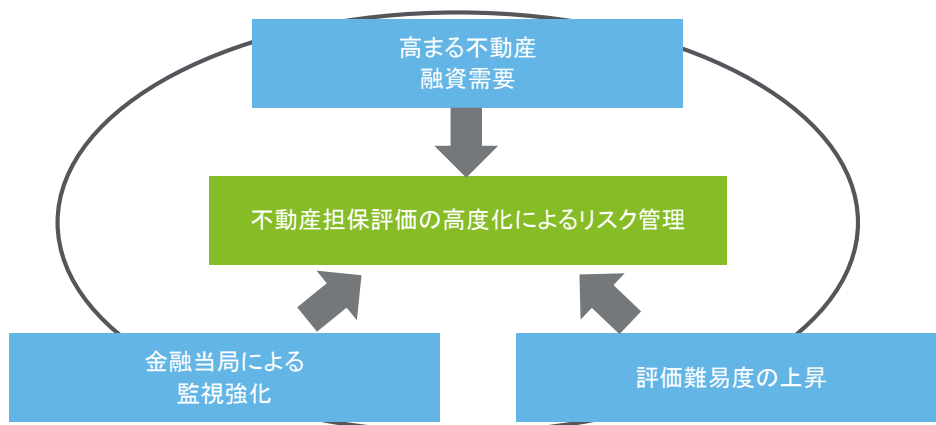 高まる不動産
融資需要
不動産担保評価の高度化によるリスク管理
金融当局による
監視強化
評価難易度の上昇